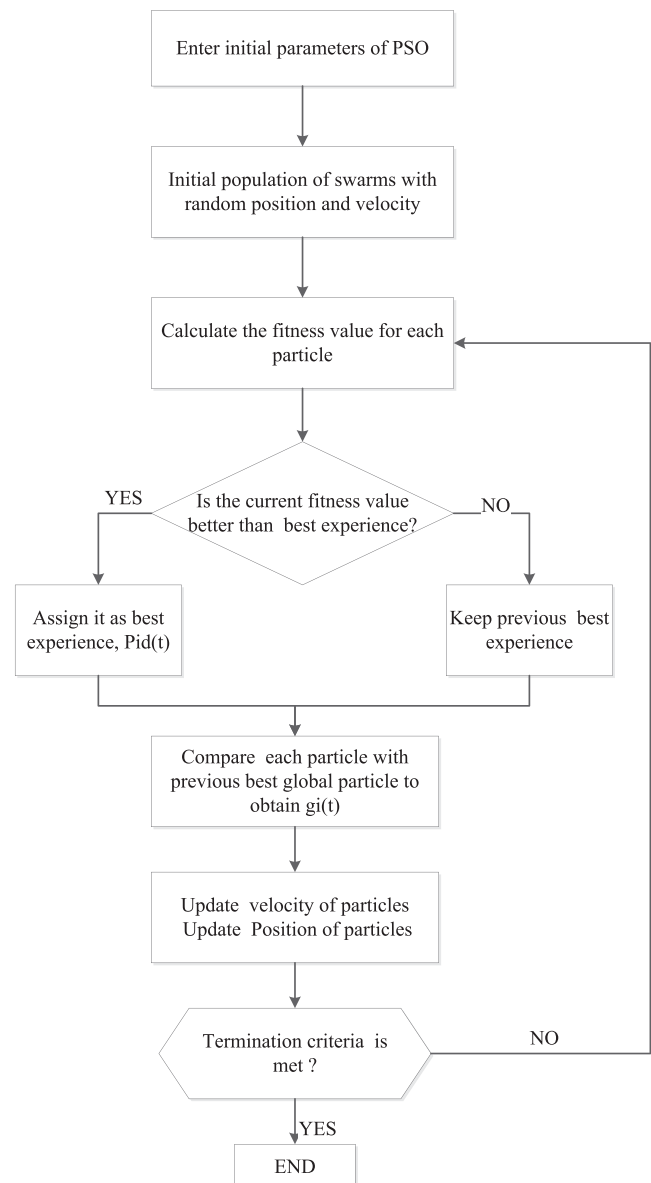 Enter initial parameters of PSO
Initial population of swarms with
random position and velocity
Calculate the fitness value for each
particle
Is the current fitness value
better than best experience?
YES
NO
Assign it as best
experience, Pid(t)
Keep previous best
experience
Compare each particle with
previous best global particle to
obtain gi(t)
Update velocity of particles
Update Position of particles
Termination criteria is
met ?
NO
YES
END